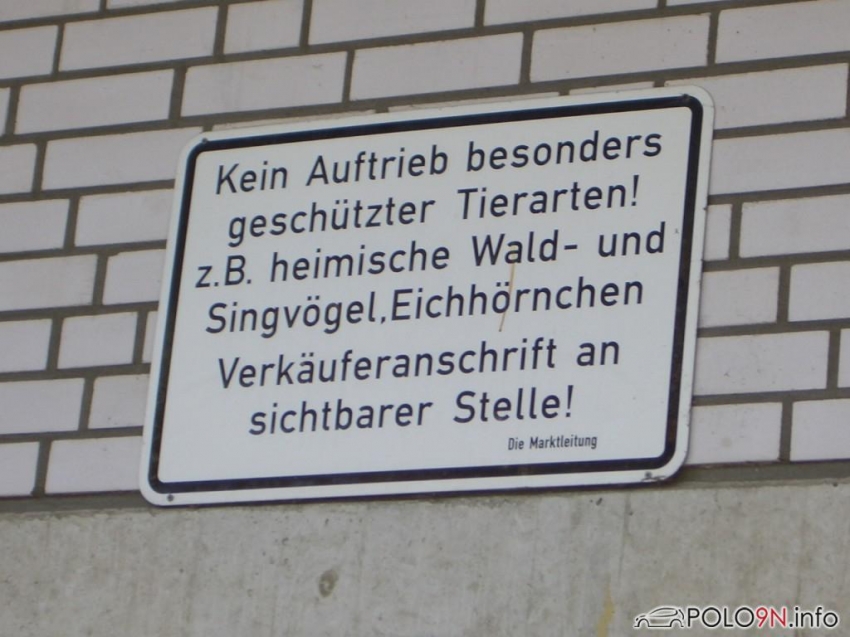 Kein Auftrieb besonders
geschützter Tierarten!
z.B. heimische Wald- und
Singvögel,Eichhörnchen
Verkäuferanschrift an
sichtbarer Stelle!
Die Marktleitung
POLO9N.info